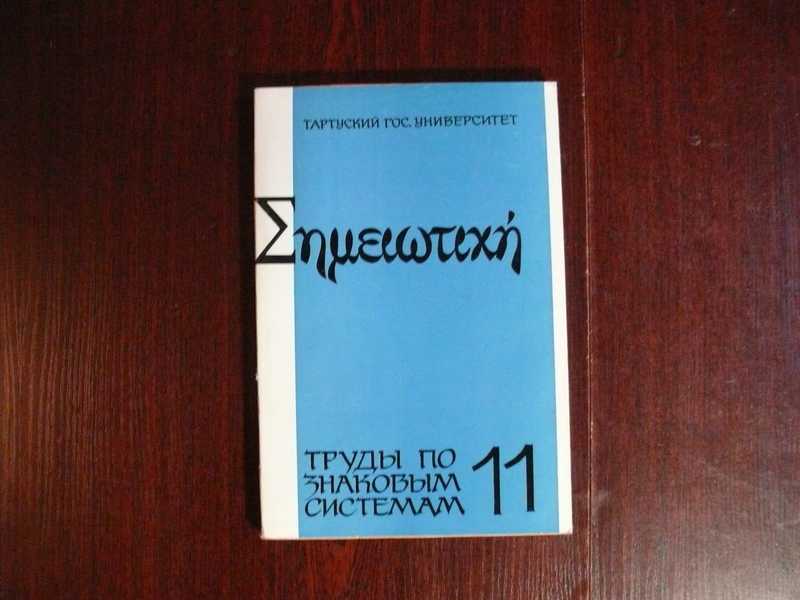 ТАРТУСКИЙ ГОС. УНИВЕРСИТЕТ
Σημειωτική
ТРУДЫ ПО
ЗНАКОВЫМ
СИСТЕМАМ
11